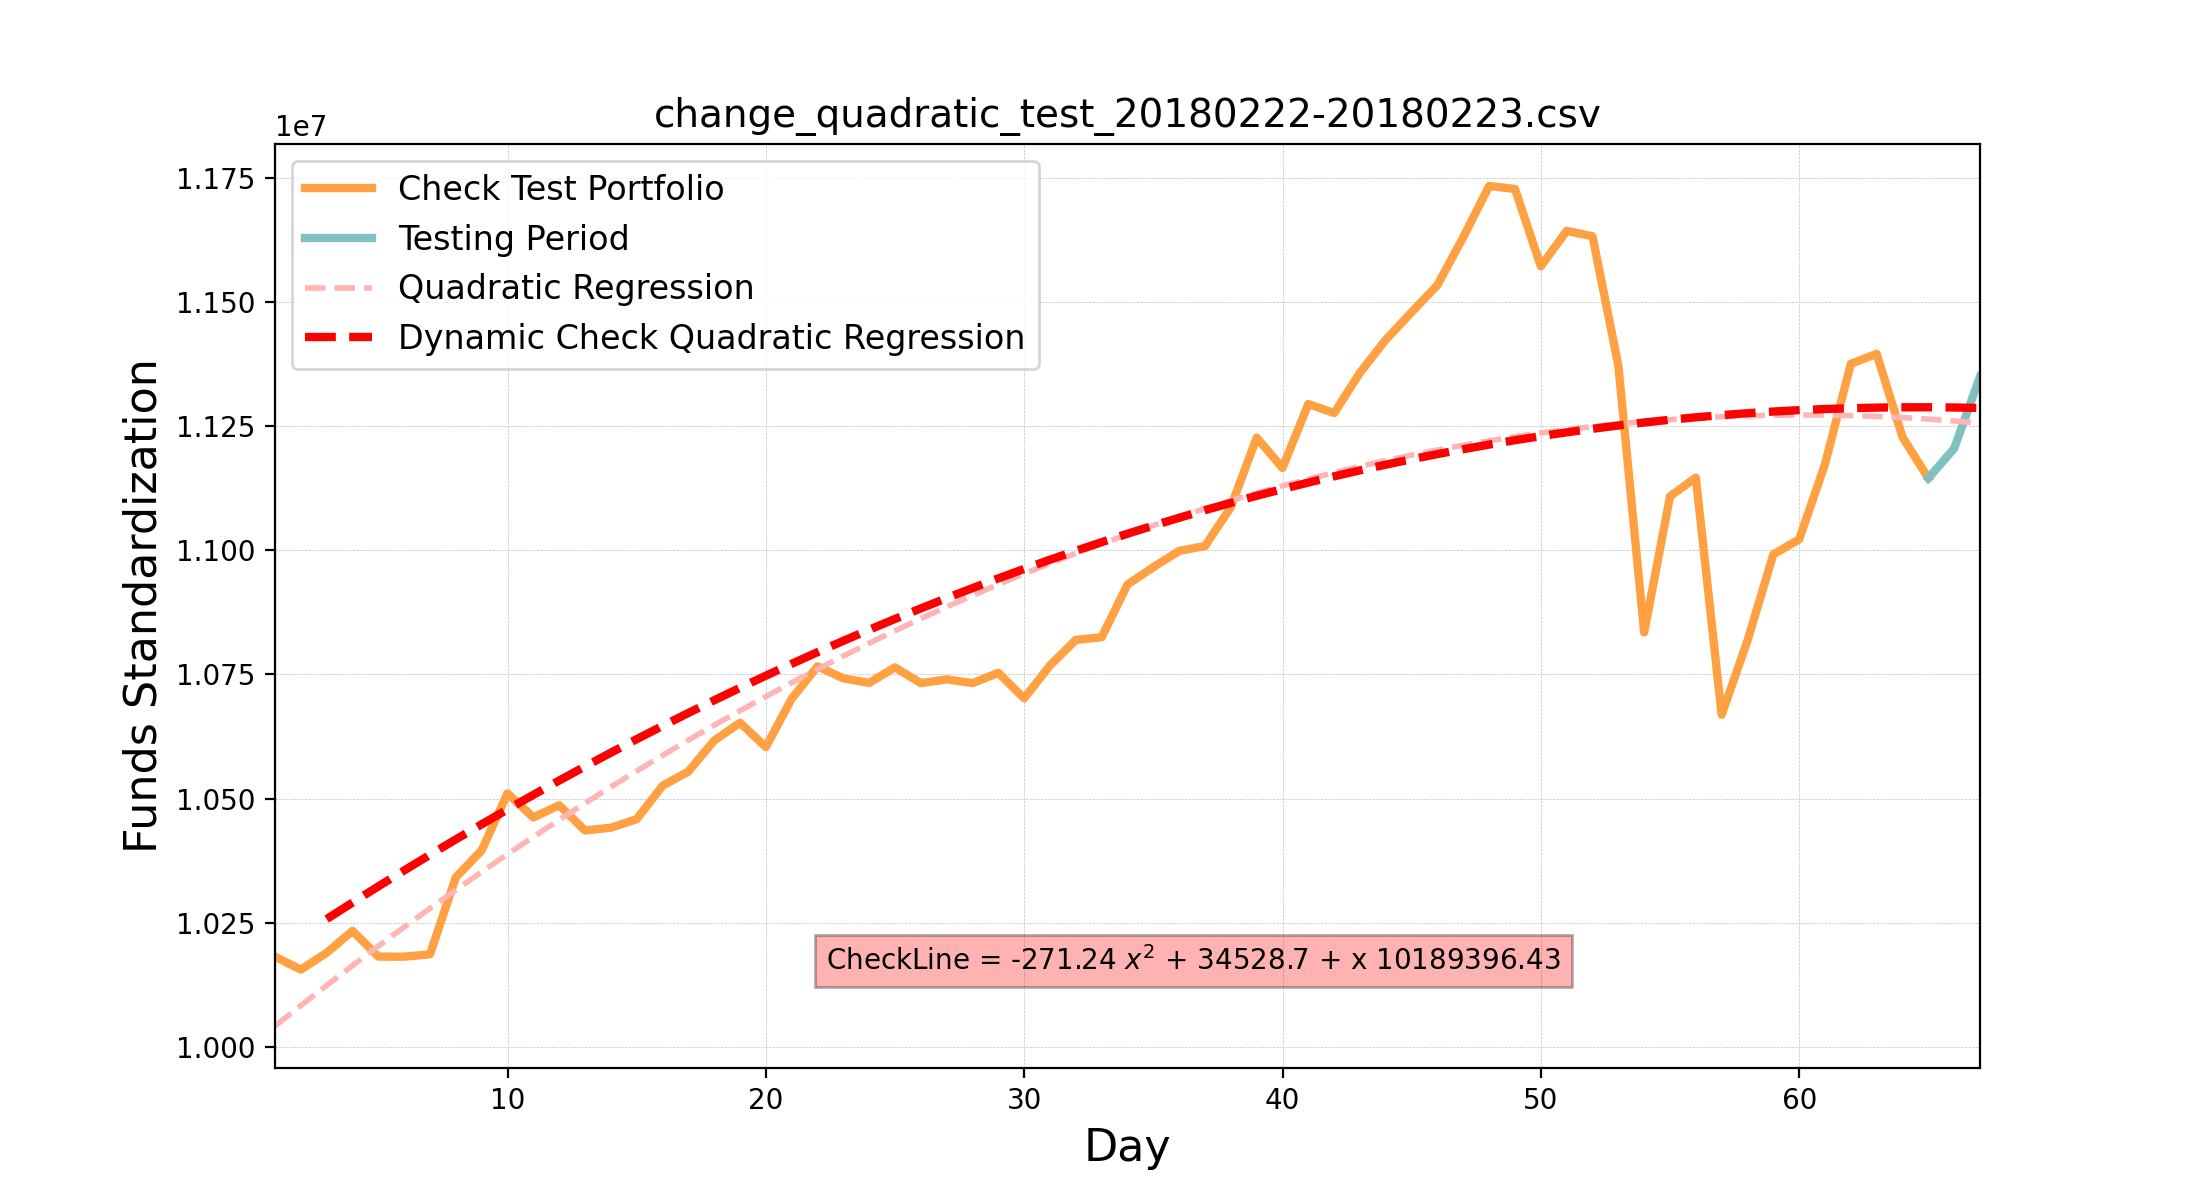 change_quadratic_test_20180222-20180223.csv
1e7
Check Test Portfolio
Testing Period
Quadratic Regression
Dynamic Check Quadratic Regression
1.175
1.150
1.125
1.100
1.075
1.050
1.025
1.000
Funds Standardization
CheckLine = -271.24 x² + 34528.7 + x 10189396.43
10 20 30 40 50 60
Day